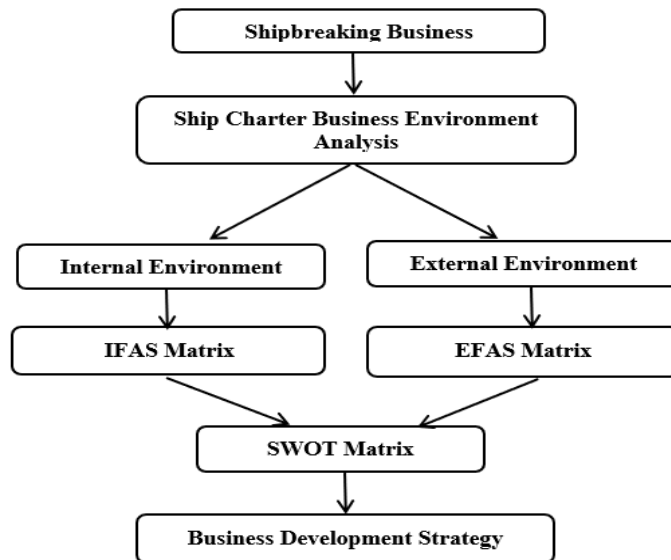 Shipbreaking Business
Ship Charter Business Environment
Analysis
Internal Environment
External Environment
IFAS Matrix
EFAS Matrix
SWOT Matrix
Business Development Strategy